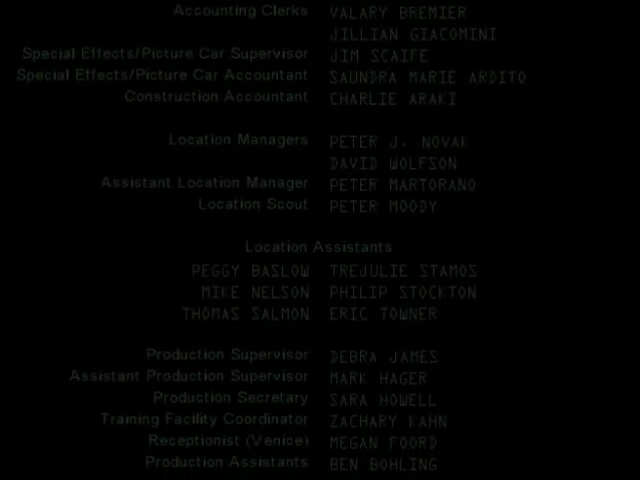 Accounting Clerks VALARY BREMIER
JILLIAN GIACOMINI
Special Effects/Picture Car Supervisor JIM SCAIFE
Special Effects/Picture Car Accountant SAUNDRA MARIE ARDITO
Construction Accountant CHARLIE ARAKI
Location Managers PETER J. NOVAK
DAVID WOLFSON
Assistant Location Manager PETER MARTORANO
Location Scout PETER MOODY
Location Assistants
PEGGY BASLOW TREJULIE STAMOS
MIKE NELSON PHILIP STOCKTON
THOMAS SALMON ERIC TOWNER
Production Supervisor DEBRA JAMES
Assistant Production Supervisor MARK HAGER
Production Secretary SARA HOWELL
Training Facility Coordinator ZACHARY KAHN
Receptionist (Venice) MEGAN FOORD
Production Assistants BEN BOHLING